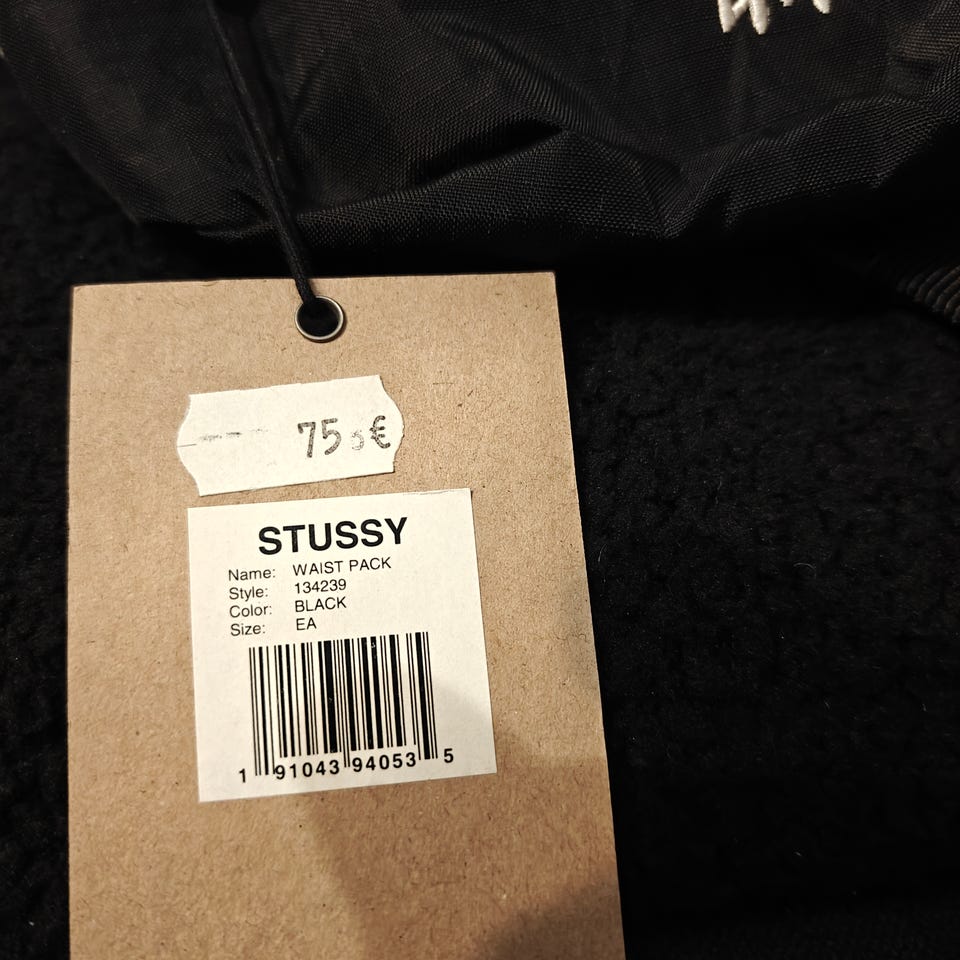 75 €
STUSSY
Name: WAIST PACK
Style: 134239
Color: BLACK
Size: EA
1 91043 94053 5